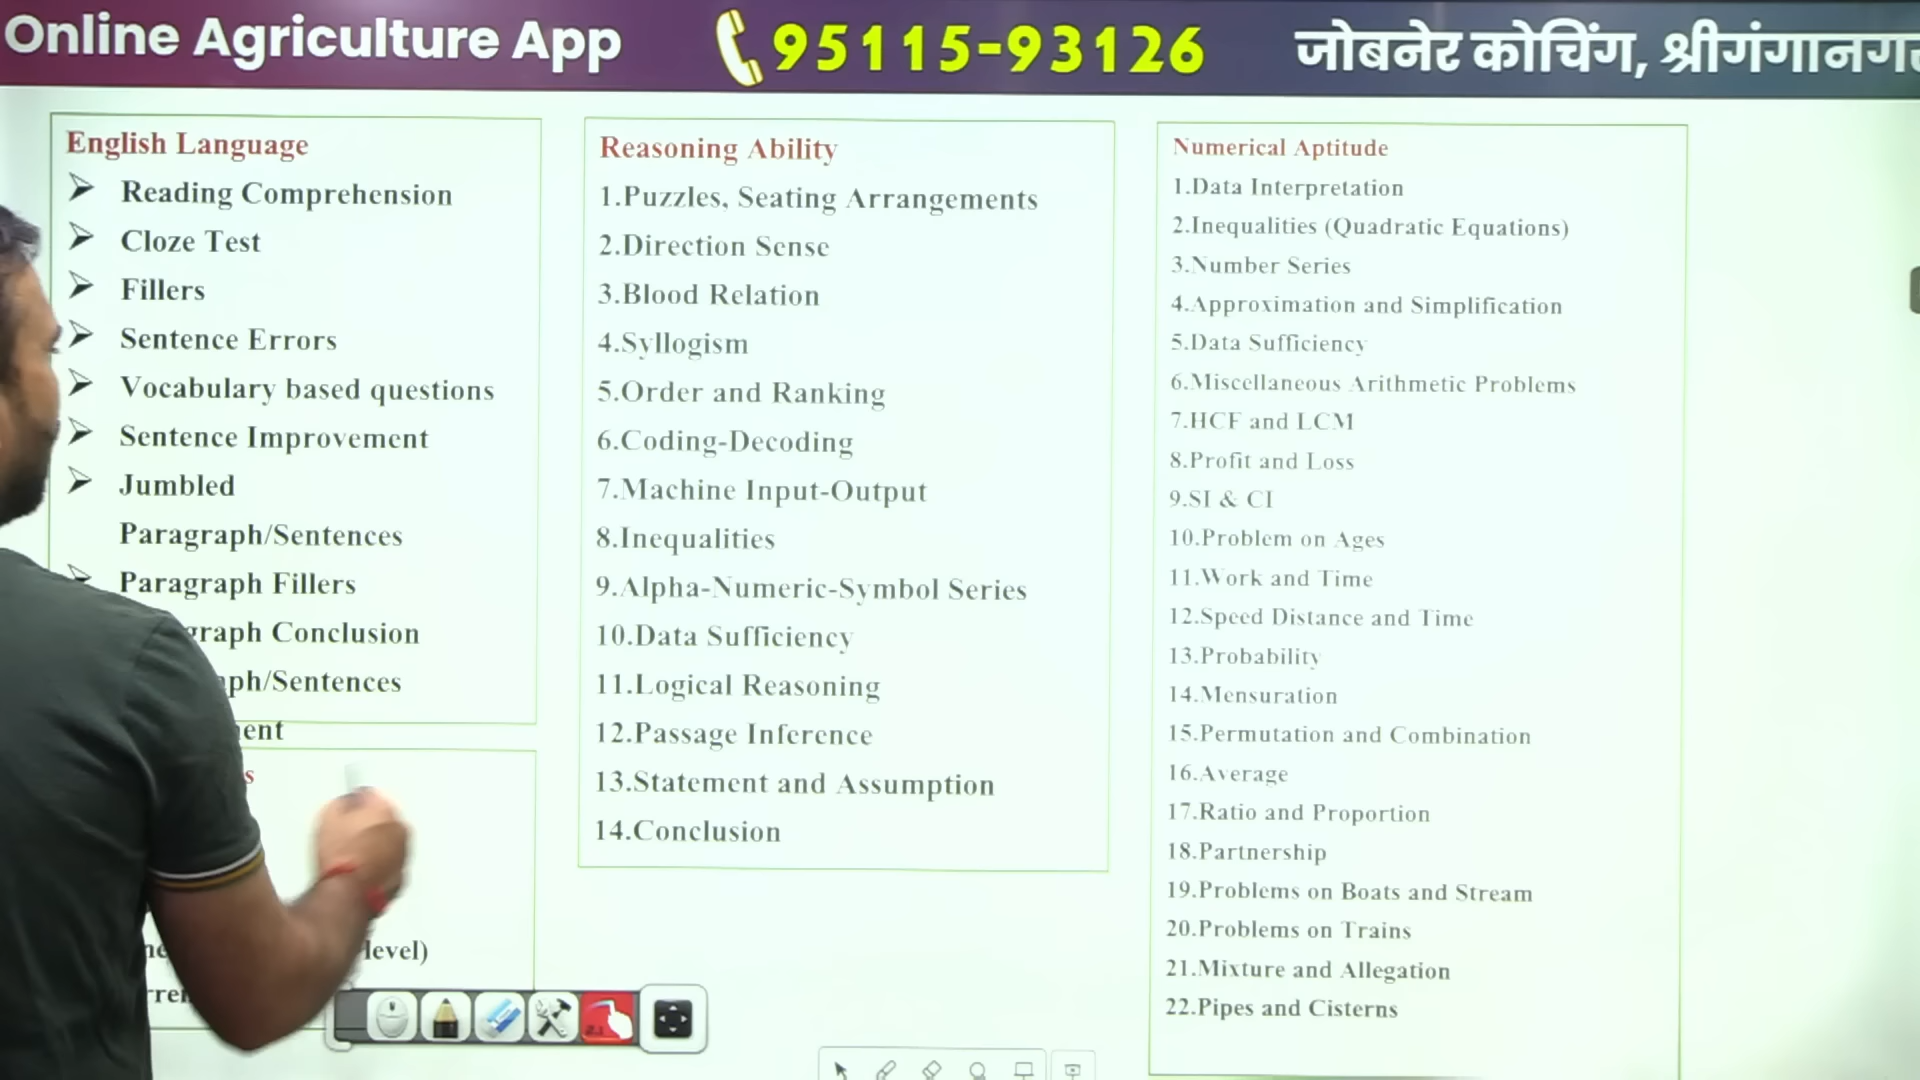 Online Agriculture App
95115-93126
जोबनेर कोचिंग,
English Language
Reading Comprehension
Cloze Test
Fillers
Sentence Errors
Vocabulary based questions
Sentence Improvement
Jumbled
Paragraph/Sentences
Paragraph Fillers
graph Conclusion
ph/Sentences
ent
s
level)
Reasoning Ability
1.Puzzles, Seating Arrangements
2.Direction Sense
3.Blood Relation
4.Syllogism
5.Order and Ranking
6.Coding-Decoding
7.Machine Input-Output
8.Inequalities
9.Alpha-Numeric-Symbol Series
10.Data Sufficiency
11.Logical Reasoning
12.Passage Inference
13.Statement and Assumption
14.Conclusion
Numerical Aptitude
1.Data Interpretation
2.Inequalities (Quadratic Equations)
3.Number Series
4.Approximation and Simplification
5.Data Sufficiency
6.Miscellaneous Arithmetic Problems
7.HCF and LCM
8.Profit and Loss
9.SI & CI
10.Problem on Ages
11.Work and Time
12.Speed Distance and Time
13.Probability
14.Mensuration
15.Permutation and Combination
16.Average
17.Ratio and Proportion
18.Partnership
19.Problems on Boats and Stream
20.Problems on Trains
21.Mixture and Allegation
22.Pipes and Cisterns